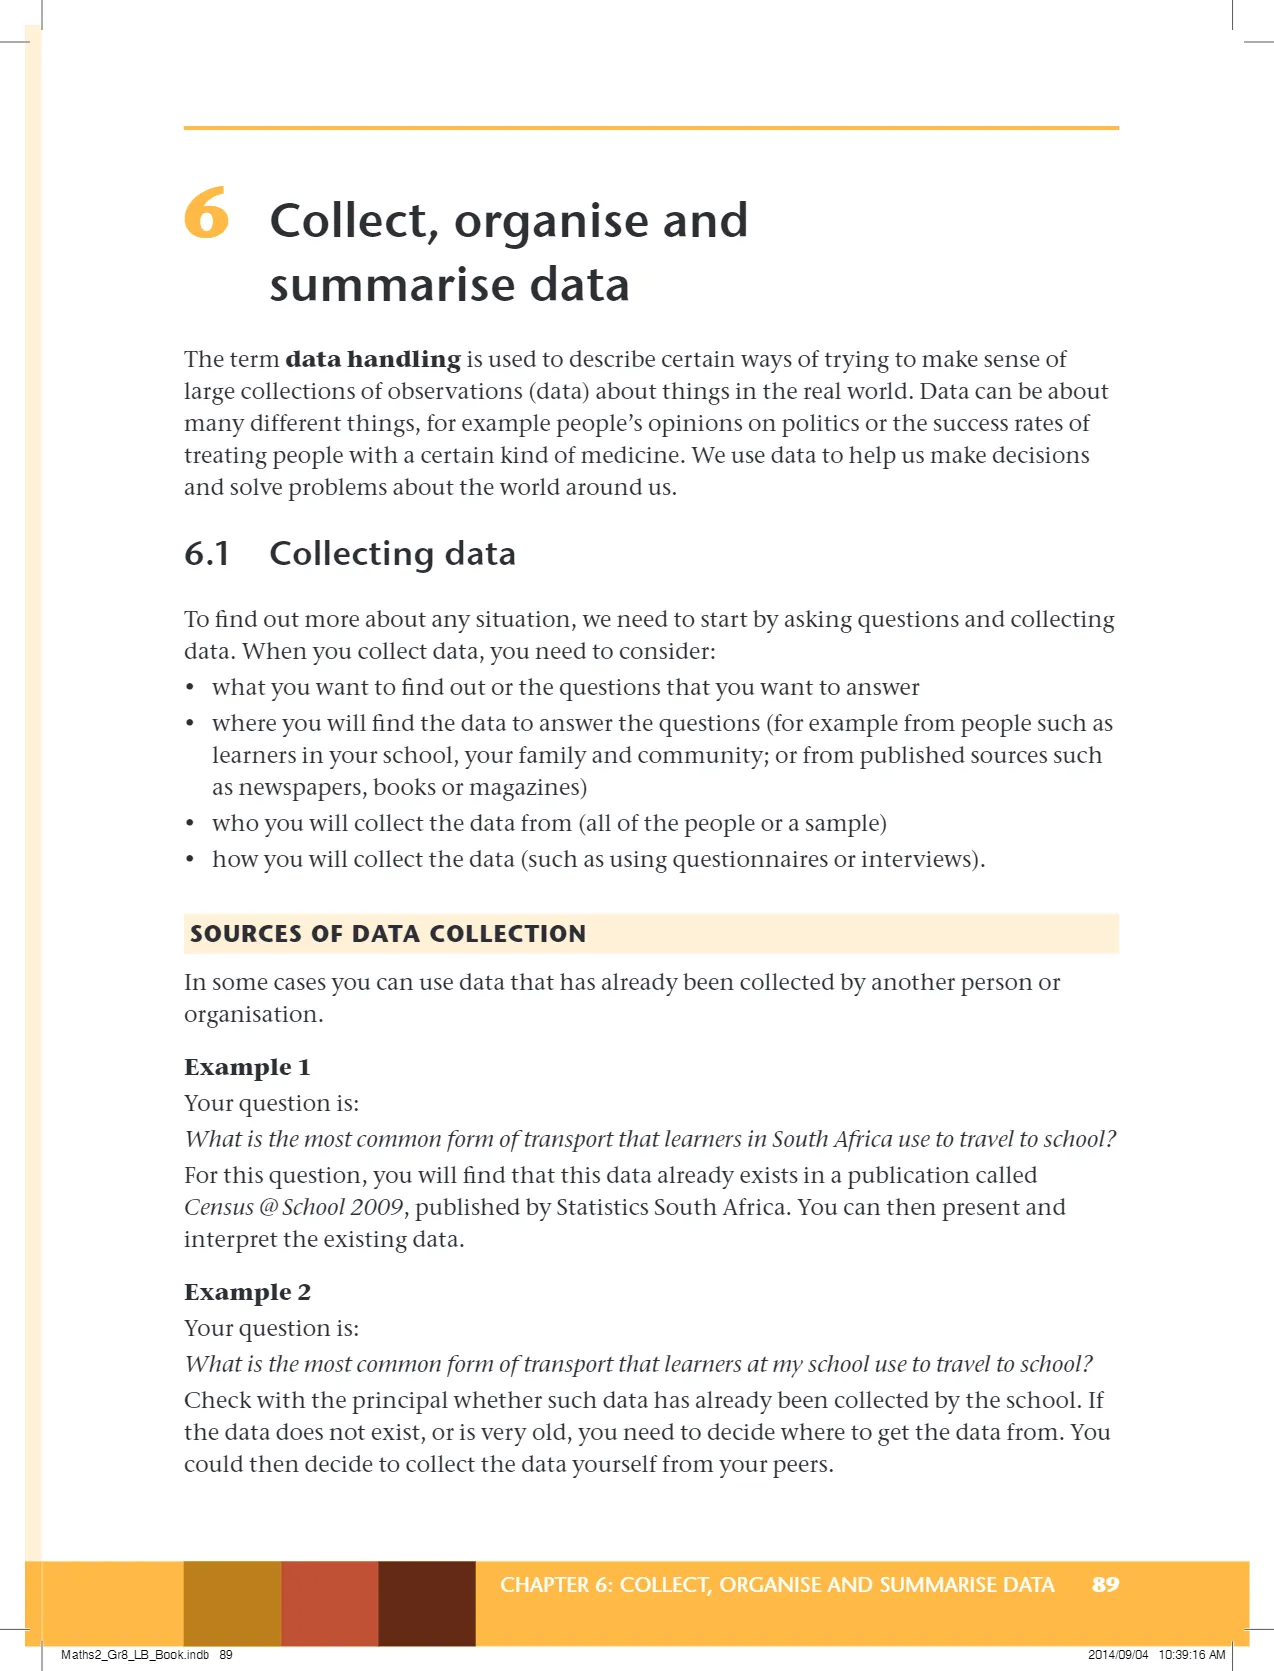 6 Collect, organise and
summarise data
The term data handling is used to describe certain ways of trying to make sense of
large collections of observations (data) about things in the real world. Data can be about
many different things, for example people’s opinions on politics or the success rates of
treating people with a certain kind of medicine. We use data to help us make decisions
and solve problems about the world around us.
6.1 Collecting data
To find out more about any situation, we need to start by asking questions and collecting
data. When you collect data, you need to consider:
• what you want to find out or the questions that you want to answer
• where you will find the data to answer the questions (for example from people such as
learners in your school, your family and community; or from published sources such
as newspapers, books or magazines)
• who you will collect the data from (all of the people or a sample)
• how you will collect the data (such as using questionnaires or interviews).
SOURCES OF DATA COLLECTION
In some cases you can use data that has already been collected by another person or
organisation.
Example 1
Your question is:
What is the most common form of transport that learners in South Africa use to travel to school?
For this question, you will find that this data already exists in a publication called
Census @ School 2009, published by Statistics South Africa. You can then present and
interpret the existing data.
Example 2
Your question is:
What is the most common form of transport that learners at my school use to travel to school?
Check with the principal whether such data has already been collected by the school. If
the data does not exist, or is very old, you need to decide where to get the data from. You
could then decide to collect the data yourself from your peers.
CHAPTER 6: COLLECT, ORGANISE AND SUMMARISE DATA 89
Maths2_Gr8_LB_Book.indb 89 2014/09/04 10:39:16 AM